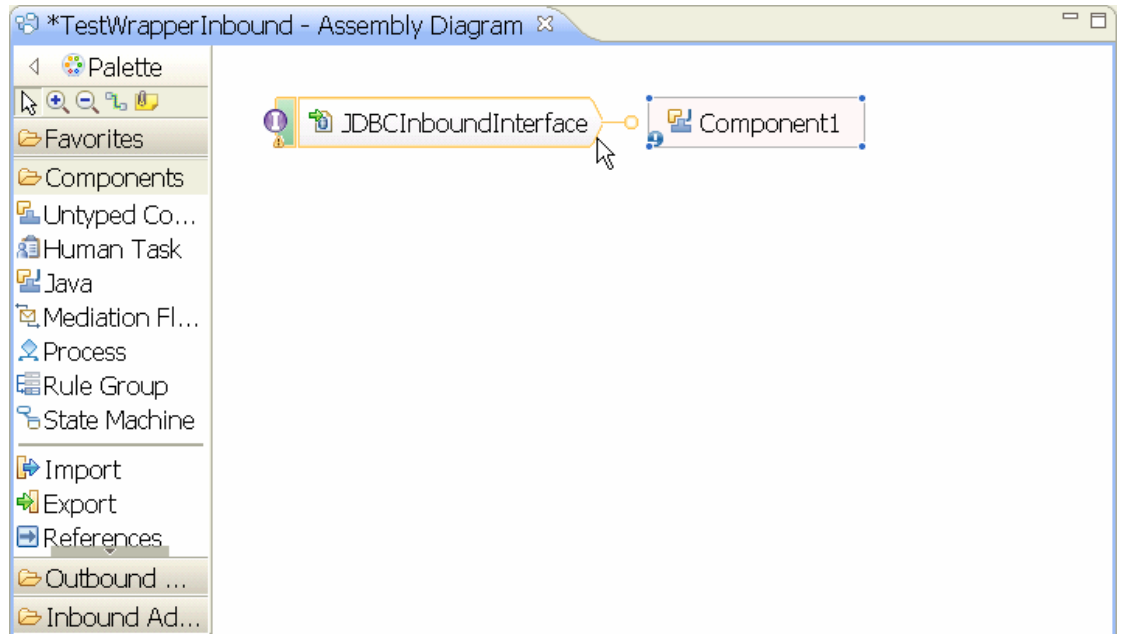 *TestWrapperInbound - Assembly Diagram
Palette
Favorites
Components
Untyped Co...
Human Task
Java
Mediation Fl...
Process
Rule Group
State Machine
Import
Export
References
Outbound ...
Inbound Ad...
JDBCInboundInterface
Component1